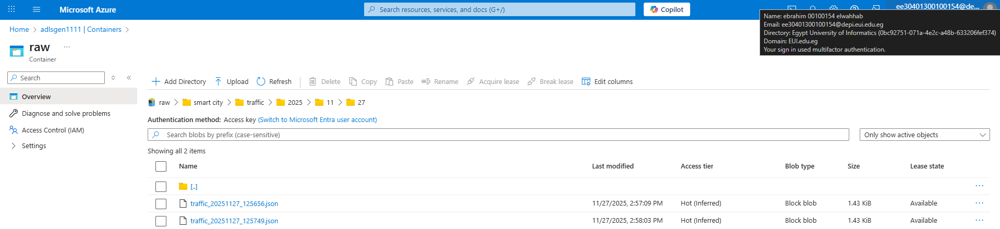 Microsoft Azure
Search resources, services, and docs (G+/)
Copilot
ee30401300100154@de...
Name: ebrahim 00100154 elwahhab
Email: ee30401300100154@depi.eui.edu.eg
Directory: Egypt University of Informatics (0bc92751-071a-4e2c-a48b-633206fef374)
Domain: EUI.edu.eg
Your sign in used multifactor authentication.
Home > adlsgen1111 | Containers >
raw ...
Container
Search
Overview
Diagnose and solve problems
Access Control (IAM)
Settings
Add Directory Upload Refresh Delete Copy Paste Rename Acquire lease Break lease Edit columns
raw > smart city > traffic > 2025 > 11 > 27
Authentication method: Access key (Switch to Microsoft Entra user account)
Search blobs by prefix (case-sensitive)
Only show active objects
Showing all 2 items
Name Last modified Access tier Blob type Size Lease state
[..] ...
traffic_20251127_125656.json 11/27/2025, 2:57:09 PM Hot (Inferred) Block blob 1.43 KiB Available ...
traffic_20251127_125749.json 11/27/2025, 2:58:03 PM Hot (Inferred) Block blob 1.43 KiB Available ...